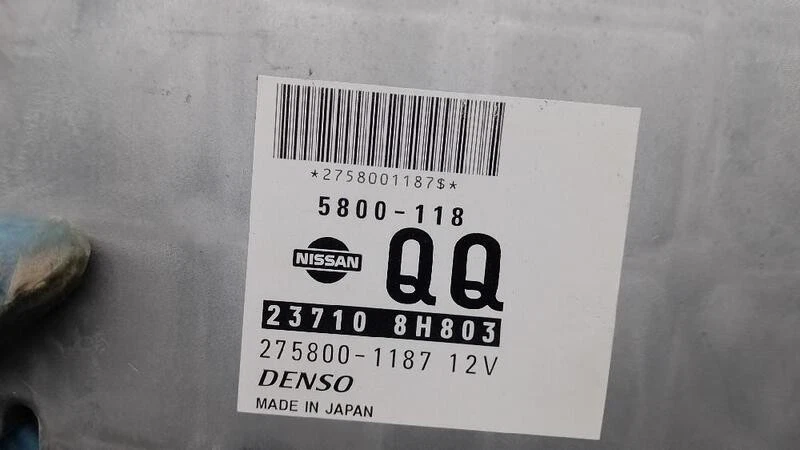 *2758001187$*
5800-118
NISSAN QQ
23710 8H803
275800-1187 12V
DENSO
MADE IN JAPAN